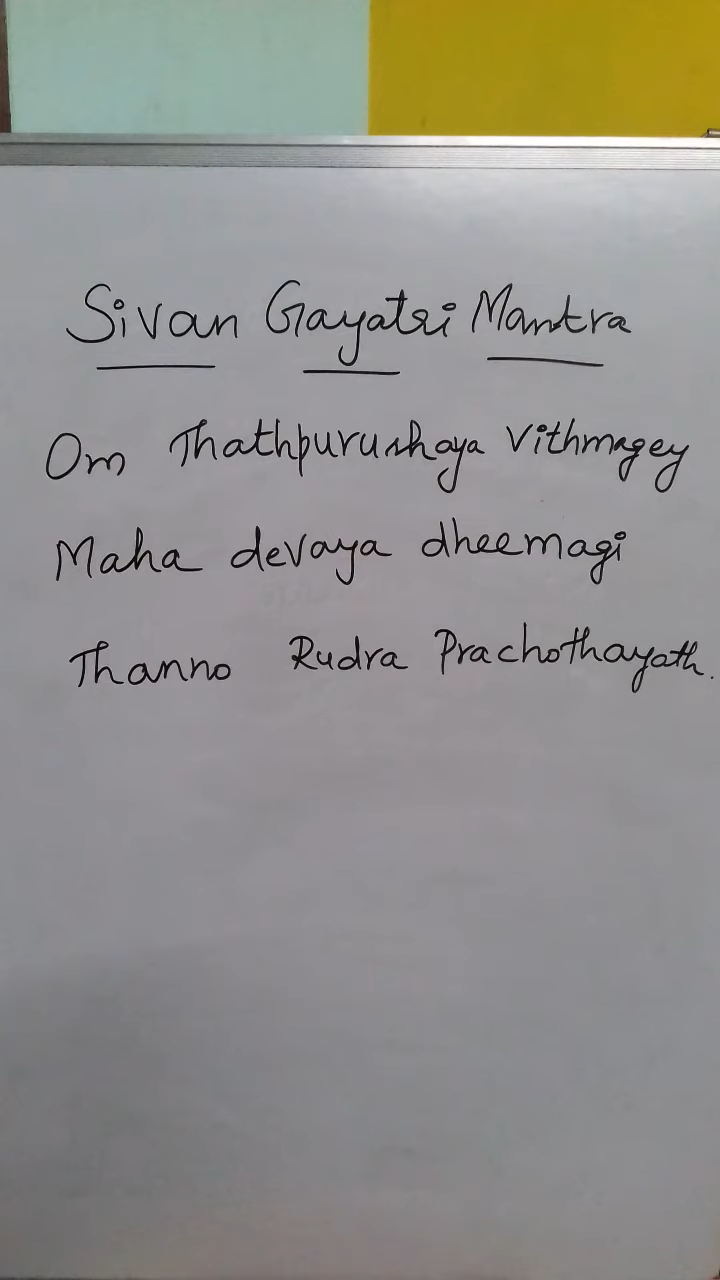 Sivan Gayatri Mantra
Om Thathpurushaya Vithmagey
Maha devaya dheemagi
Thanno Rudra Prachothayath.